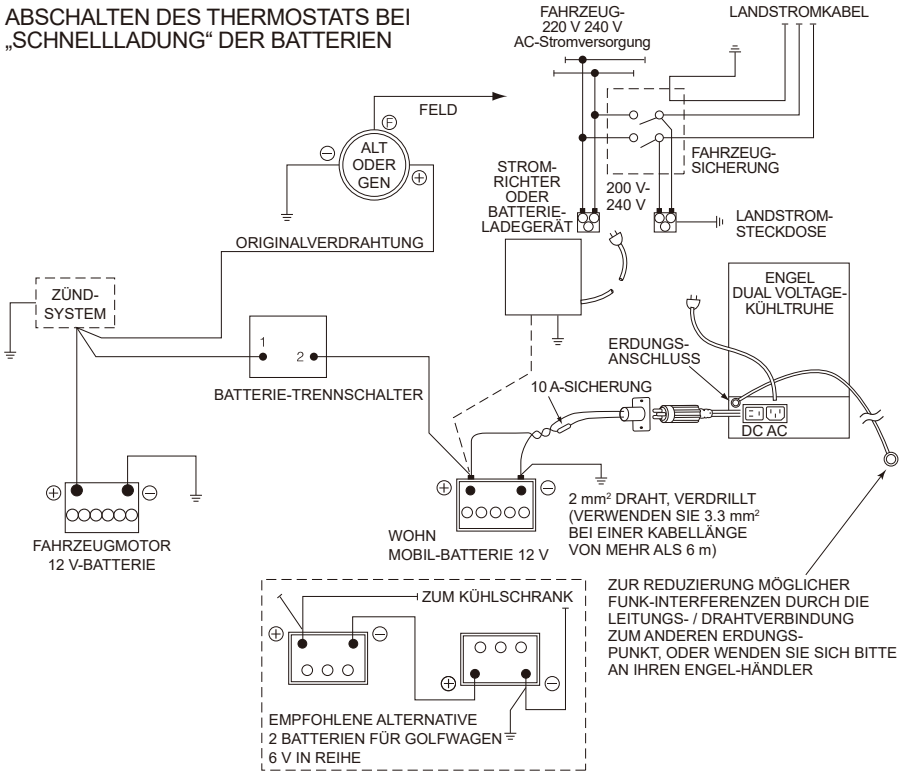 ABSCHALTEN DES THERMOSTATS BEI
„SCHNELLLADUNG“ DER BATTERIEN
FAHRZEUG-
220 V 240 V
AC-Stromversorgung
LANDSTROMKABEL
FELD
F
ALT
ODER
GEN
FAHRZEUG-
SICHERUNG
STROM-
RICHTER
ODER
BATTERIE-
LADEGERÄT
200 V-
240 V
LANDSTROM-
STECKDOSE
ORIGINALVERDRAHTUNG
ZÜND-
SYSTEM
ENGEL
DUAL VOLTAGE-
KÜHLTRUHE
1
2
ERDUNGS-
ANSCHLUSS
BATTERIE-TRENNSCHALTER
10 A-SICHERUNG
DC AC
FAHRZEUGMOTOR
12 V-BATTERIE
WOHN
MOBIL-BATTERIE 12 V
2 mm² DRAHT, VERDRILLT
(VERWENDEN SIE 3.3 mm²
BEI EINER KABELLÄNGE
VON MEHR ALS 6 m)
ZUM KÜHLSCHRANK
EMPFOHLENE ALTERNATIVE
2 BATTERIEN FÜR GOLFWAGEN
6 V IN REIHE
ZUR REDUZIERUNG MÖGLICHER
FUNK-INTERFERENZEN DURCH DIE
LEITUNGS- / DRAHTVERBINDUNG
ZUM ANDEREN ERDUNGS-
PUNKT, ODER WENDEN SIE SICH BITTE
AN IHREN ENGEL-HÄNDLER